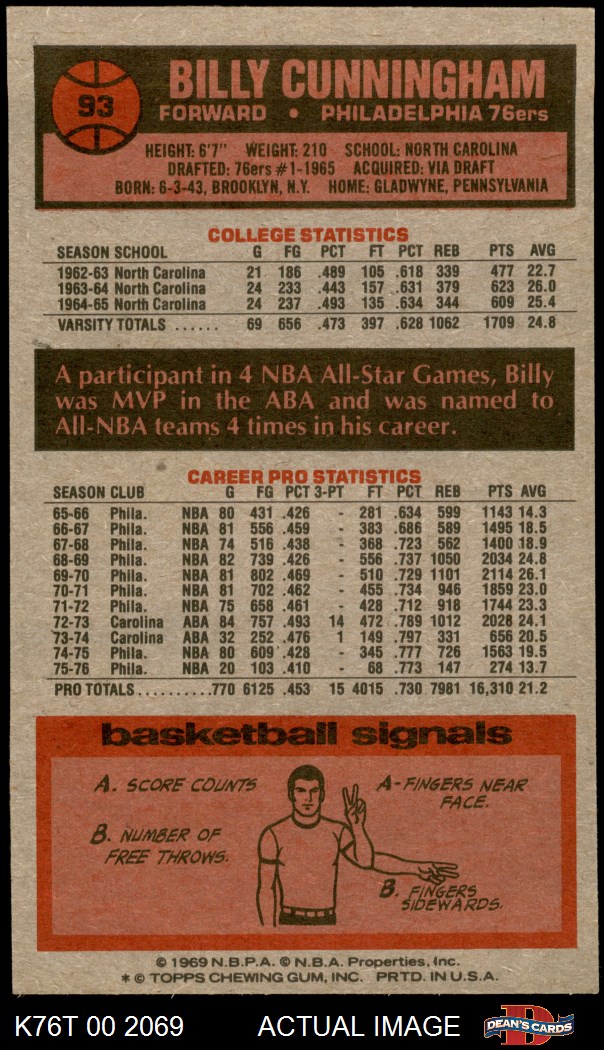 93
BILLY CUNNINGHAM
FORWARD • PHILADELPHIA 76ers
HEIGHT: 6'7" WEIGHT: 210 SCHOOL: NORTH CAROLINA
DRAFTED: 76ers #1-1965 ACQUIRED: VIA DRAFT
BORN: 6-3-43, BROOKLYN, N.Y. HOME: GLADWYNE, PENNSYLVANIA
COLLEGE STATISTICS
SEASON SCHOOL G FG PCT FT PCT REB PTS AVG
1962-63 North Carolina 21 186 .489 105 .618 339 477 22.7
1963-64 North Carolina 24 233 .443 157 .631 379 623 26.0
1964-65 North Carolina 24 237 .493 135 .634 344 609 25.4
VARSITY TOTALS ...... 69 656 .473 397 .628 1062 1709 24.8
A participant in 4 NBA All-Star Games, Billy
was MVP in the ABA and was named to
All-NBA teams 4 times in his career.
CAREER PRO STATISTICS
SEASON CLUB G FG PCT 3-PT FT PCT REB PTS AVG
65-66 Phila. NBA 80 431 .426 - 281 .634 599 1143 14.3
66-67 Phila. NBA 81 556 .459 - 383 .686 589 1495 18.5
67-68 Phila. NBA 74 516 .438 - 368 .723 562 1400 18.9
68-69 Phila. NBA 82 739 .426 - 556 .737 1050 2034 24.8
69-70 Phila. NBA 81 802 .469 - 510 .729 1101 2114 26.1
70-71 Phila. NBA 81 702 .462 - 455 .734 946 1859 23.0
71-72 Phila. NBA 75 658 .461 - 428 .712 918 1744 23.3
72-73 Carolina ABA 84 757 .493 14 472 .789 1012 2028 24.1
73-74 Carolina ABA 32 252 .476 1 149 .797 331 656 20.5
74-75 Phila. NBA 80 609 .428 - 345 .777 726 1563 19.5
75-76 Phila. NBA 20 103 .410 - 68 .773 147 274 13.7
PRO TOTALS..........770 6125 .453 15 4015 .730 7981 16,310 21.2
basketball signals
A. SCORE COUNTS
A-FINGERS NEAR
FACE.
B. NUMBER OF
FREE THROWS.
B. FINGERS
SIDEWARDS.
© 1969 N.B.P.A. © N.B.A. Properties, Inc.
* © TOPPS CHEWING GUM, INC. PRTD. IN U.S.A.
K76T 00 2069 ACTUAL IMAGE
D
DEAN'S CARDS